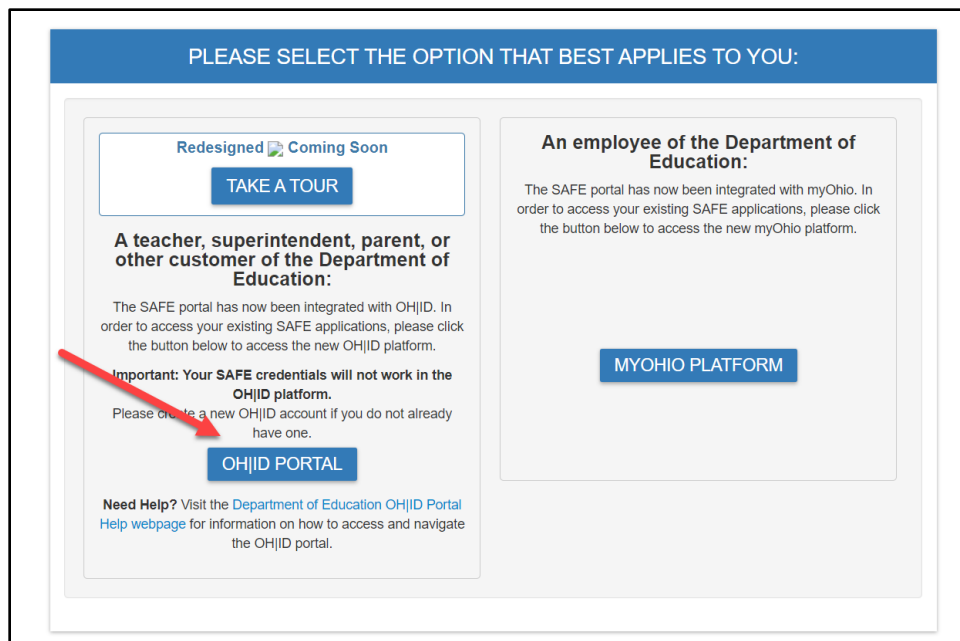 PLEASE SELECT THE OPTION THAT BEST APPLIES TO YOU:
Redesigned Coming Soon
TAKE A TOUR
A teacher, superintendent, parent, or
other customer of the Department of
Education:
The SAFE portal has now been integrated with OH|ID. In
order to access your existing SAFE applications, please click
the button below to access the new OH|ID platform.
Important: Your SAFE credentials will not work in the
OH|ID platform.
Please create a new OH|ID account if you do not already
have one.
OH|ID PORTAL
Need Help? Visit the Department of Education OH|ID Portal
Help webpage for information on how to access and navigate
the OH|ID portal.
An employee of the Department of
Education:
The SAFE portal has now been integrated with myOhio. In
order to access your existing SAFE applications, please click
the button below to access the new myOhio platform.
MYOHIO PLATFORM